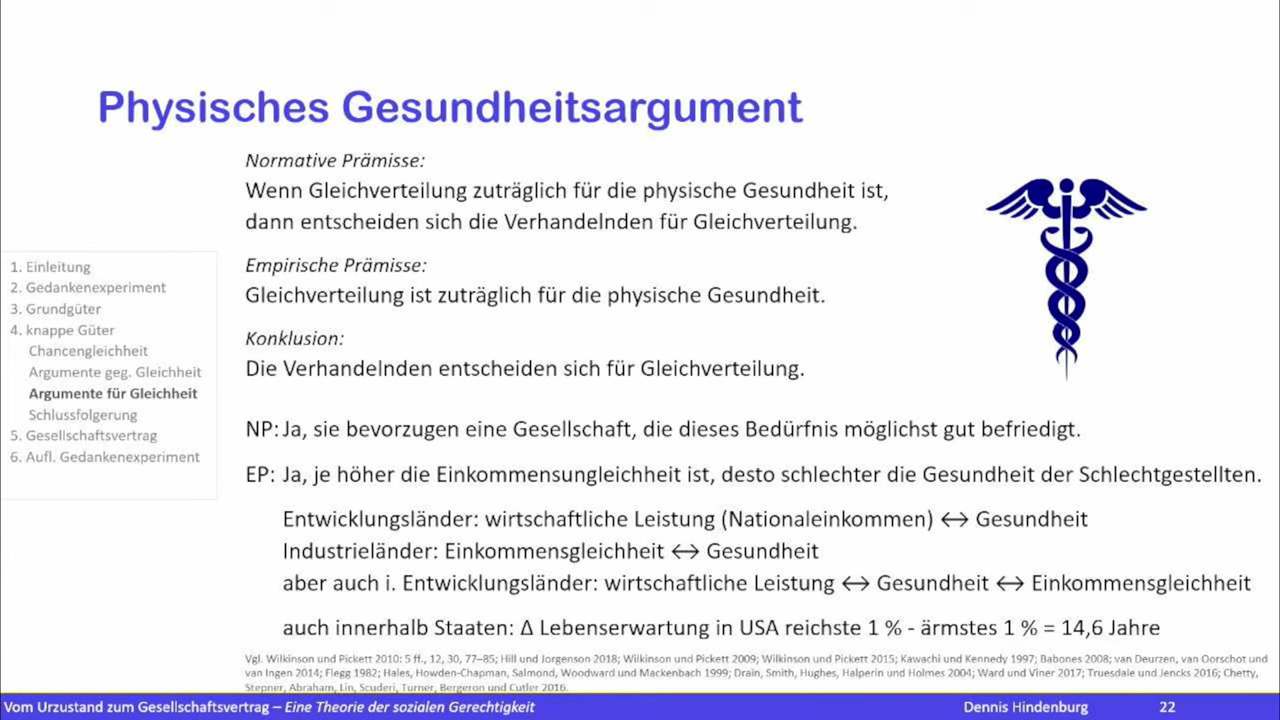 Physisches Gesundheitsargument
Normative Prämisse:
Wenn Gleichverteilung zuträglich für die physische Gesundheit ist,
dann entscheiden sich die Verhandelnden für Gleichverteilung.
Empirische Prämisse:
Gleichverteilung ist zuträglich für die physische Gesundheit.
Konklusion:
Die Verhandelnden entscheiden sich für Gleichverteilung.
1. Einleitung
2. Gedankenexperiment
3. Grundgüter
4. knappe Güter
Chancengleichheit
Argumente geg. Gleichheit
Argumente für Gleichheit
Schlussfolgerung
5. Gesellschaftsvertrag
6. Aufl. Gedankenexperiment
NP: Ja, sie bevorzugen eine Gesellschaft, die dieses Bedürfnis möglichst gut befriedigt.
EP: Ja, je höher die Einkommensungleichheit ist, desto schlechter die Gesundheit der Schlechtgestellten.
Entwicklungsländer: wirtschaftliche Leistung (Nationaleinkommen) ↔ Gesundheit
Industrieländer: Einkommensgleichheit ↔ Gesundheit
aber auch i. Entwicklungsländer: wirtschaftliche Leistung ↔ Gesundheit ↔ Einkommensgleichheit
auch innerhalb Staaten: Δ Lebenserwartung in USA reichste 1 % - ärmstes 1 % = 14,6 Jahre
Vgl. Wilkinson und Pickett 2010: 5 ff., 12, 30, 77–85; Hill und Jorgenson 2018; Wilkinson und Pickett 2009; Wilkinson und Pickett 2015; Kawachi und Kennedy 1997; Babones 2008; van Deurzen, van Oorschot und
van Ingen 2014; Flegg 1982; Hales, Howden-Chapman, Salmond, Woodward und Mackenbach 1999; Drain, Smith, Hughes, Halperin und Holmes 2004; Ward und Viner 2017; Truesdale und Jencks 2016; Chetty,
Stepner, Abraham, Lin, Scuderi, Turner, Bergeron und Cutler 2016.
Vom Urzustand zum Gesellschaftsvertrag – Eine Theorie der sozialen Gerechtigkeit
Dennis Hindenburg
22